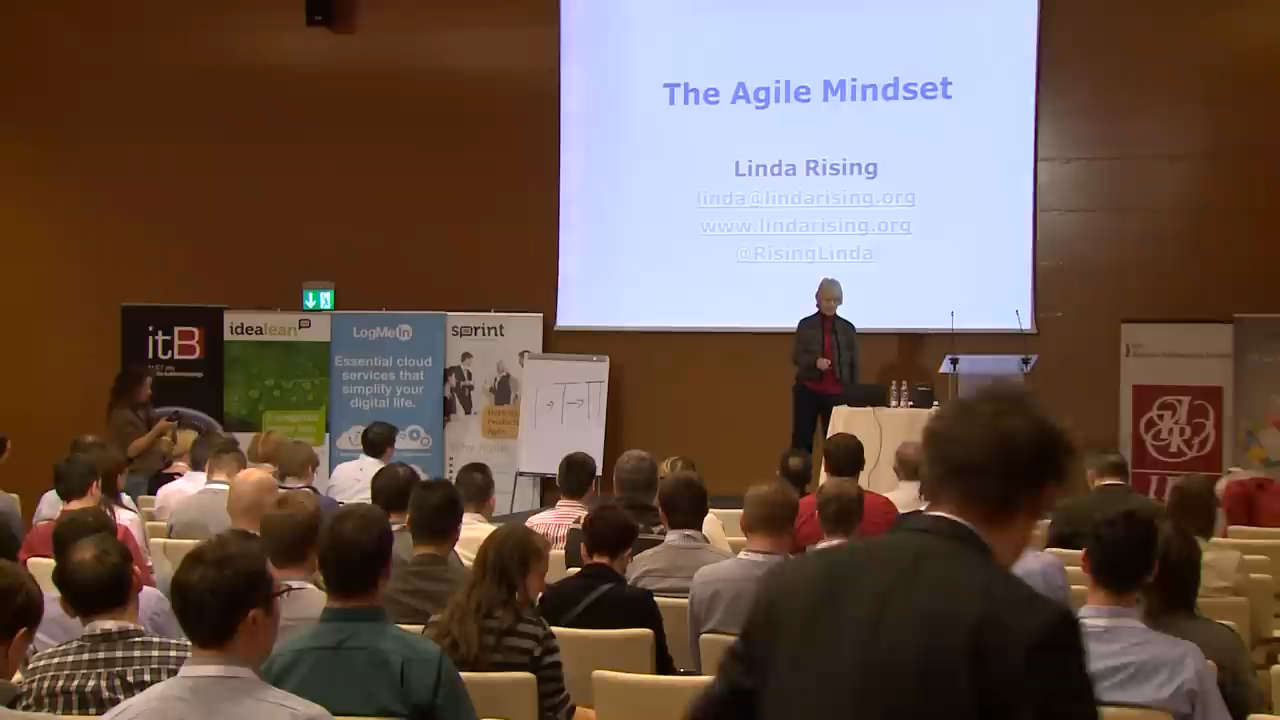 The Agile Mindset
Linda Rising
linda@lindarising.org
www.lindarising.org
@RisingLinda
itB
idealean
LogMeIn
Essential cloud
services that
simplify your
digital life.
sprint